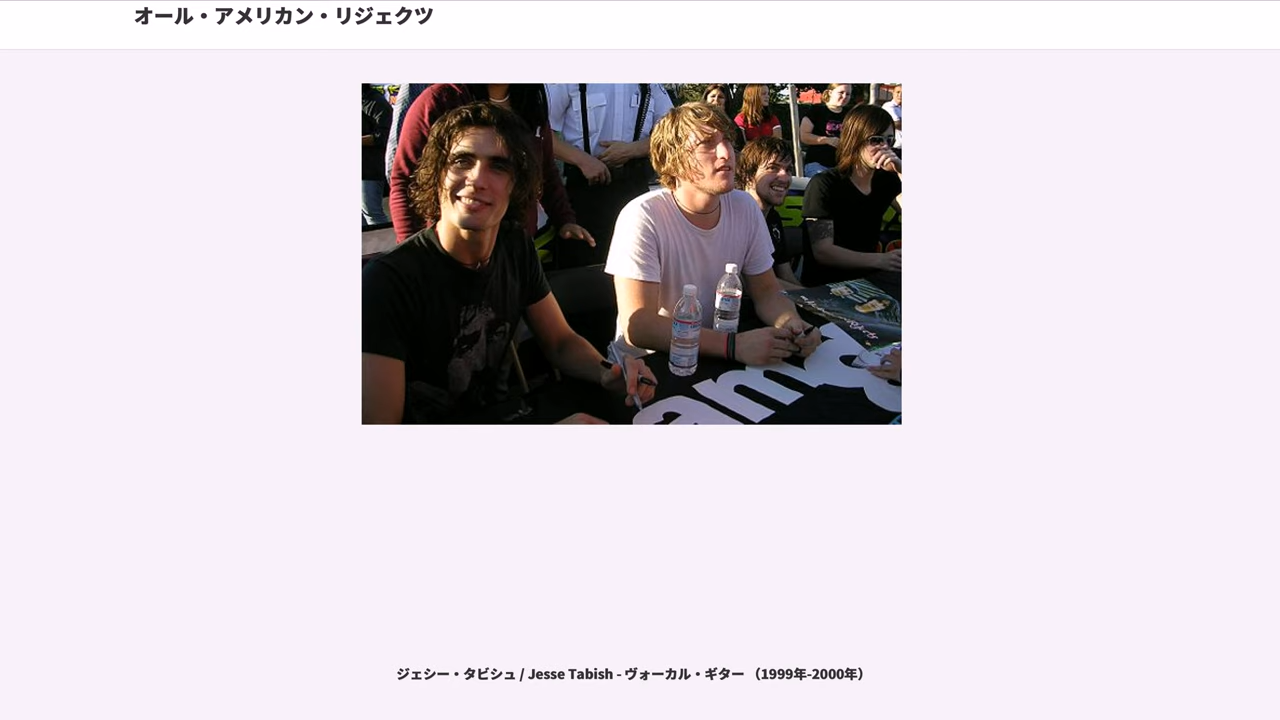 オール・アメリカン・リジェクツ
am
ジェシー・タビシュ / Jesse Tabish - ヴォーカル・ギター （1999年-2000年）